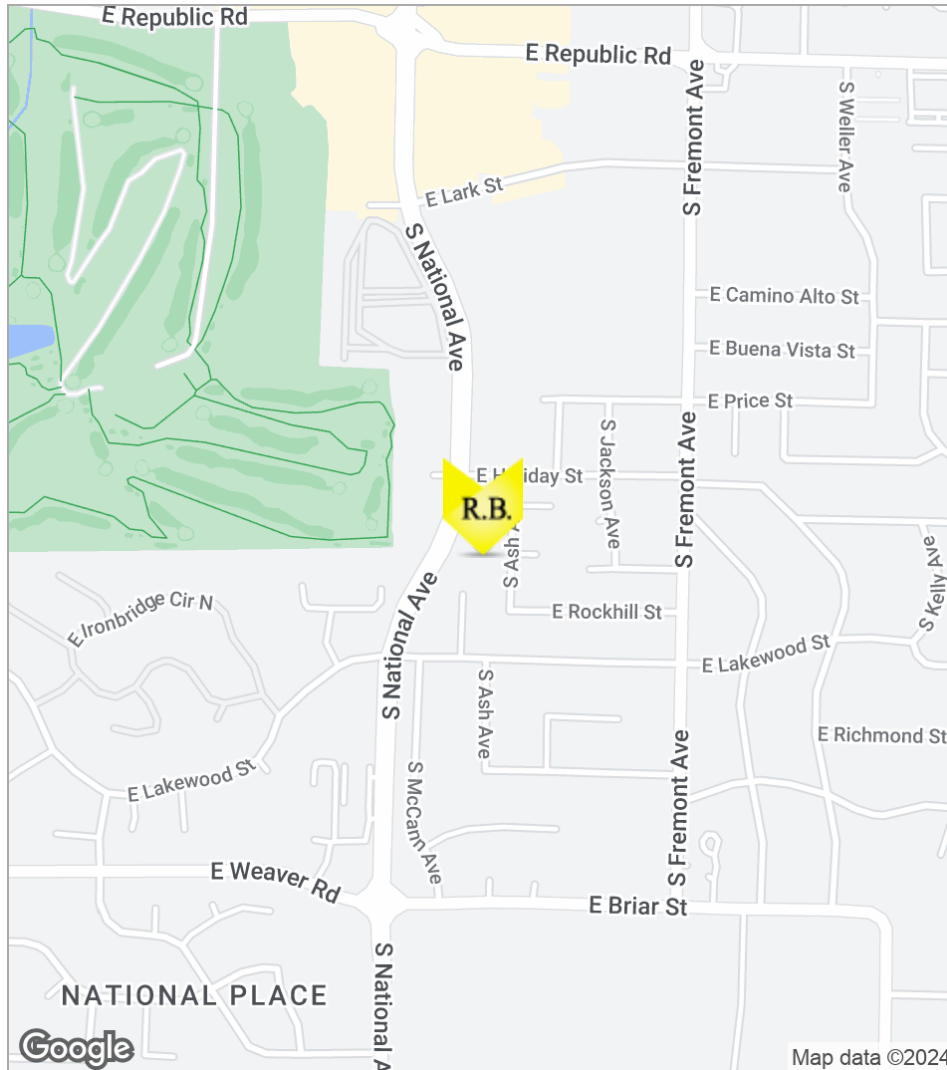 E Republic Rd
E Republic Rd
S Fremont Ave
S Weller Ave
E Lark St
S National Ave
E Camino Alto St
E Buena Vista St
E Price St
S Jackson Ave
S Fremont Ave
St
R.B.
S Ash
S Kelly Ave
E Rockhill St
E Ironbridge Cir N
S National Ave
E Lakewood St
S Ash Ave
E Richmond St
E Lakewood St
S McCann Ave
S Fremont Ave
E Weaver Rd
E Briar St
S National A
NATIONAL PLACE
Google
Map data ©2024